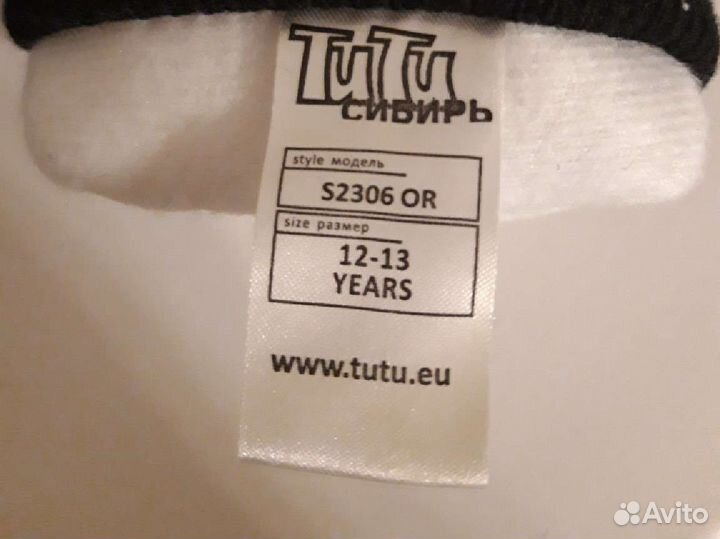 TuTu
СИБИРЬ
style модель
S2306 OR
size размер
12-13
YEARS
www.tutu.eu
Avito